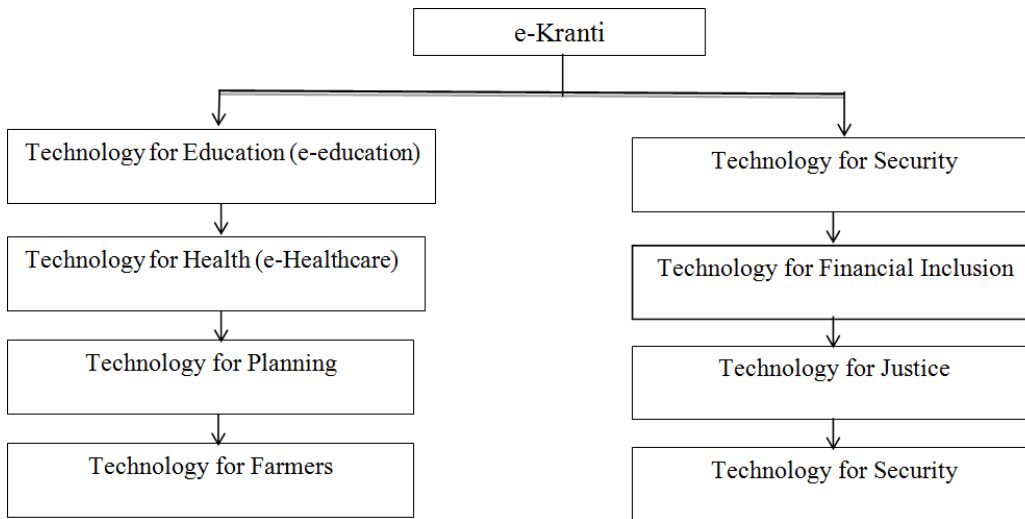 e-Kranti
Technology for Education (e-education)
Technology for Health (e-Healthcare)
Technology for Planning
Technology for Farmers
Technology for Security
Technology for Financial Inclusion
Technology for Justice
Technology for Security